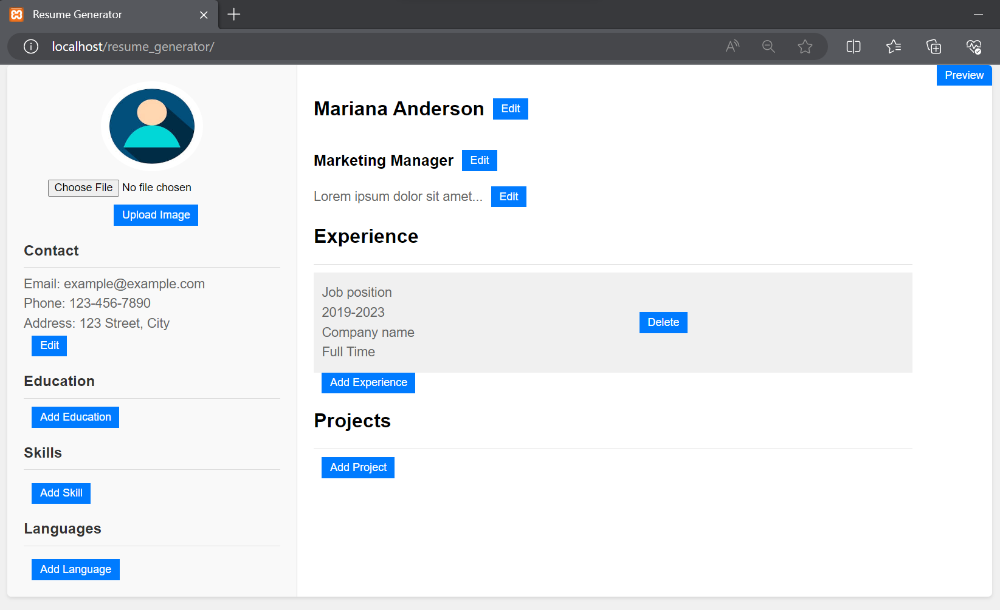 Resume Generator
localhost/resume_generator/
Preview
Choose File No file chosen
Upload Image
Contact
Email: example@example.com
Phone: 123-456-7890
Address: 123 Street, City
Edit
Education
Add Education
Skills
Add Skill
Languages
Add Language
Mariana Anderson Edit
Marketing Manager Edit
Lorem ipsum dolor sit amet... Edit
Experience
Job position
2019-2023
Company name
Full Time
Delete
Add Experience
Projects
Add Project